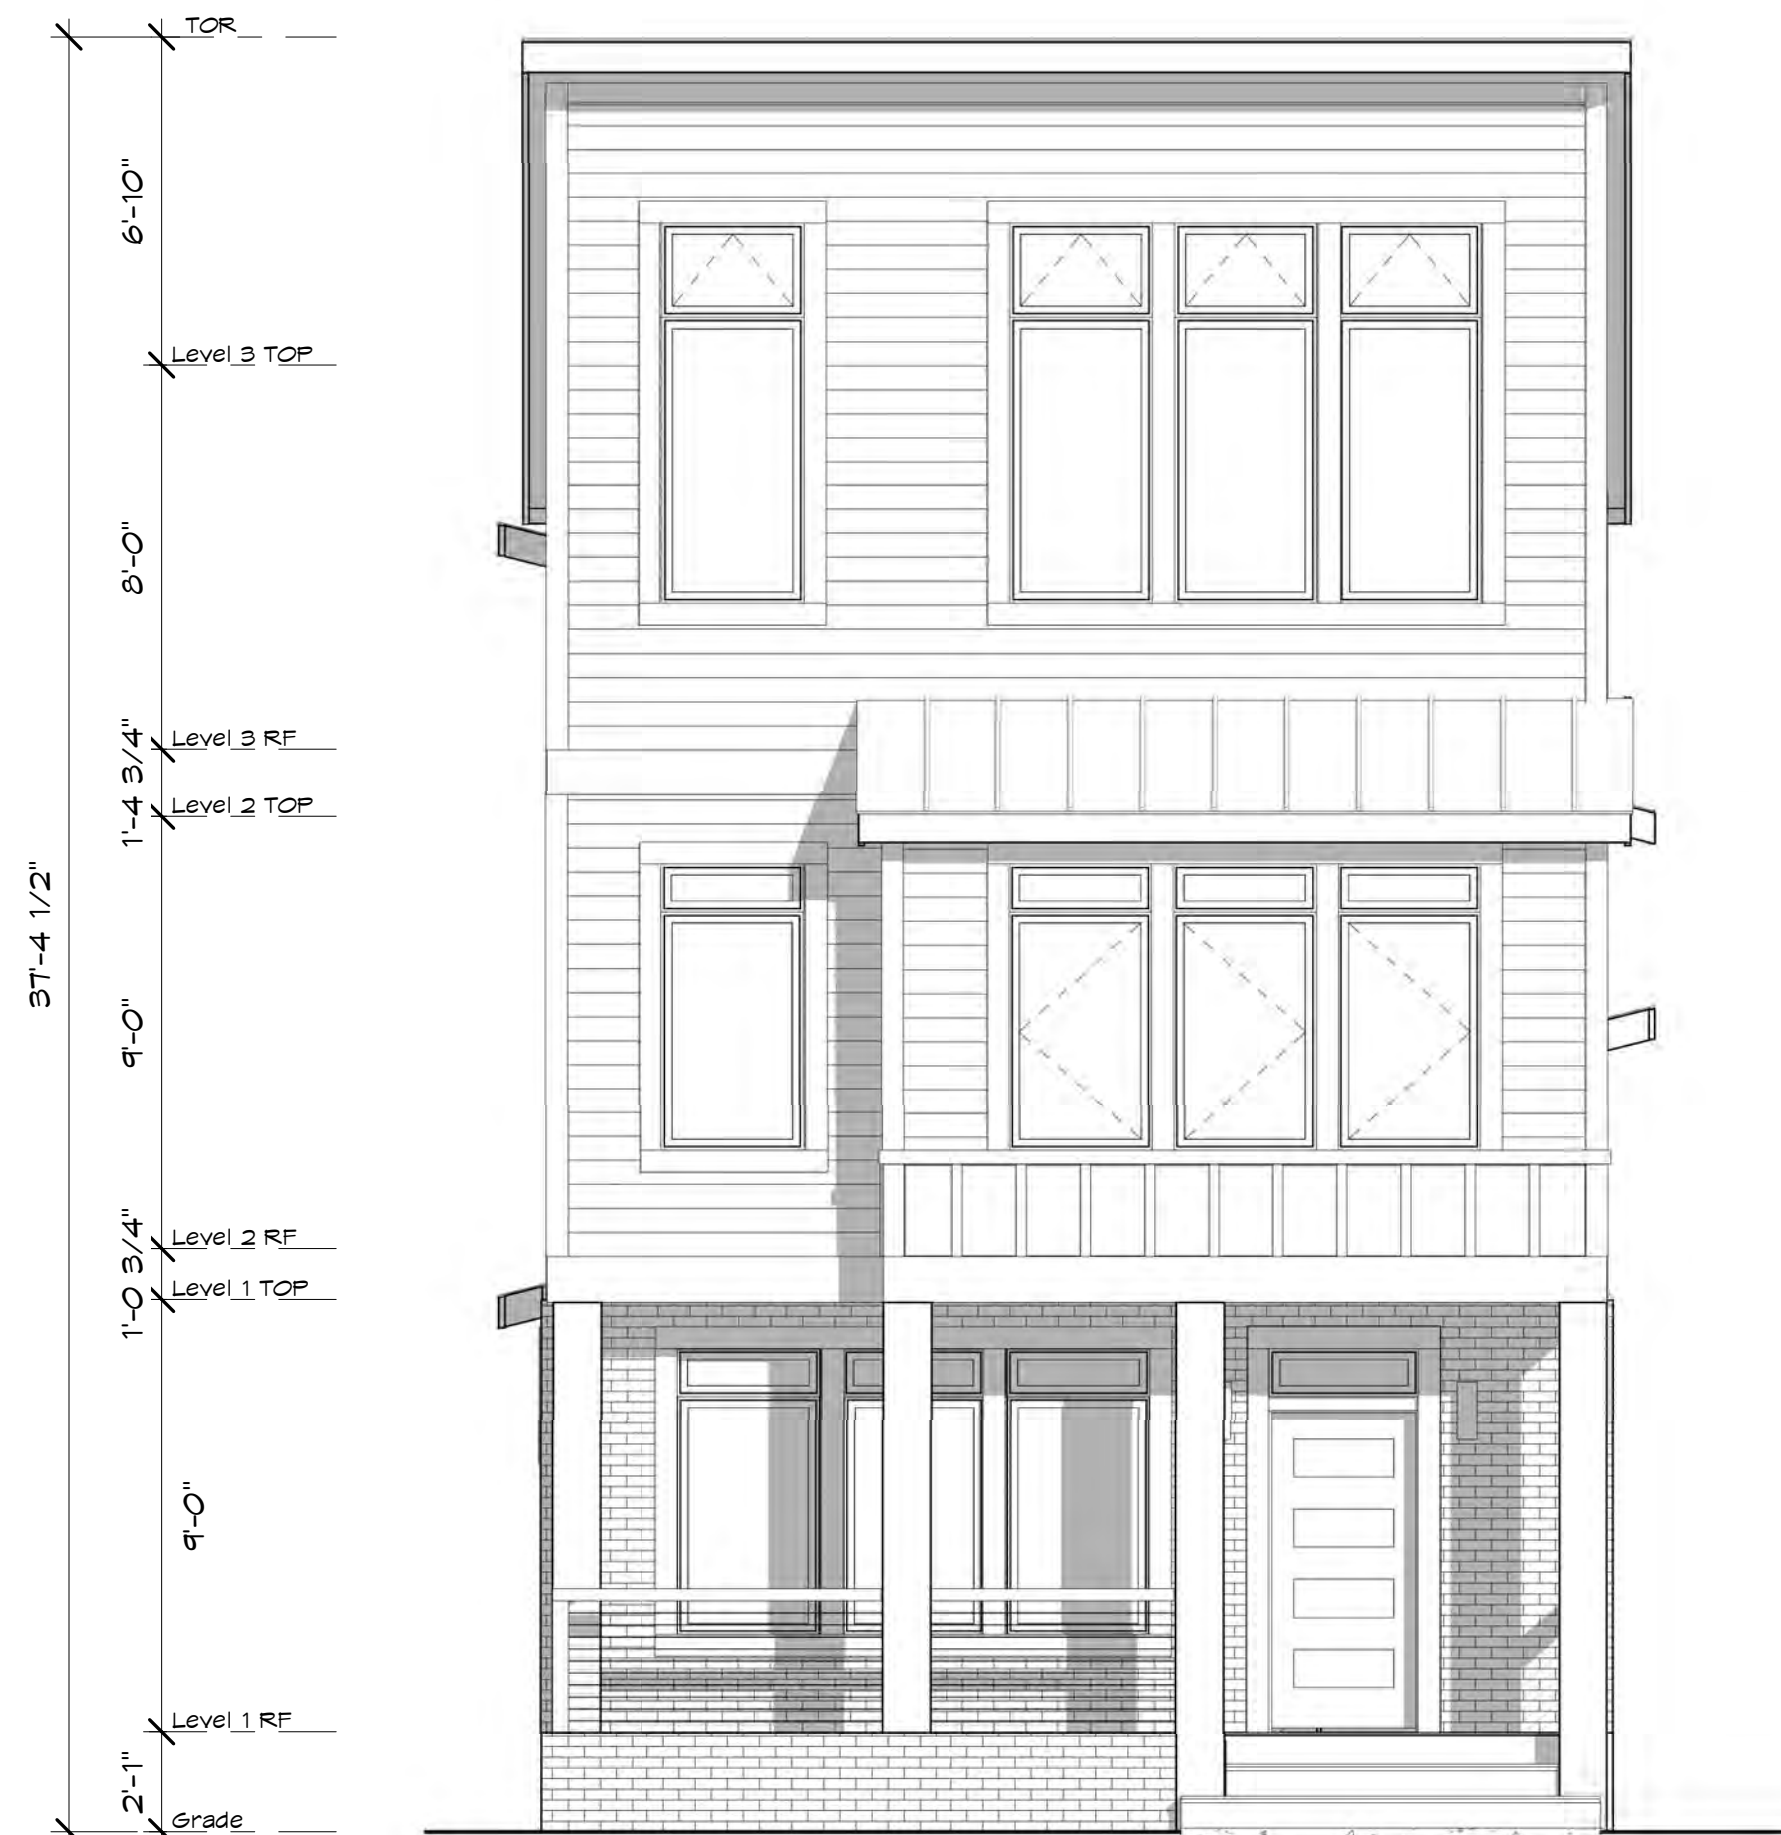 TOR
6'-10"
Level 3 TOP
8'-0"
Level 3 RF
1'-4 3/4"
Level 2 TOP
37'-4 1/2"
9'-0"
Level 2 RF
1'-0 3/4"
Level 1 TOP
9'-0"
Level 1 RF
2'-1"
Grade